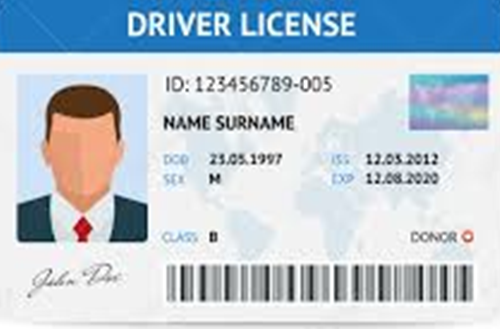 DRIVER LICENSE
ID: 123456789-005
NAME SURNAME
DOB 23.05.1997 ISS 12.03.2012
SEX M EXP 12.08.2020
CLASS B DONOR
John Doe